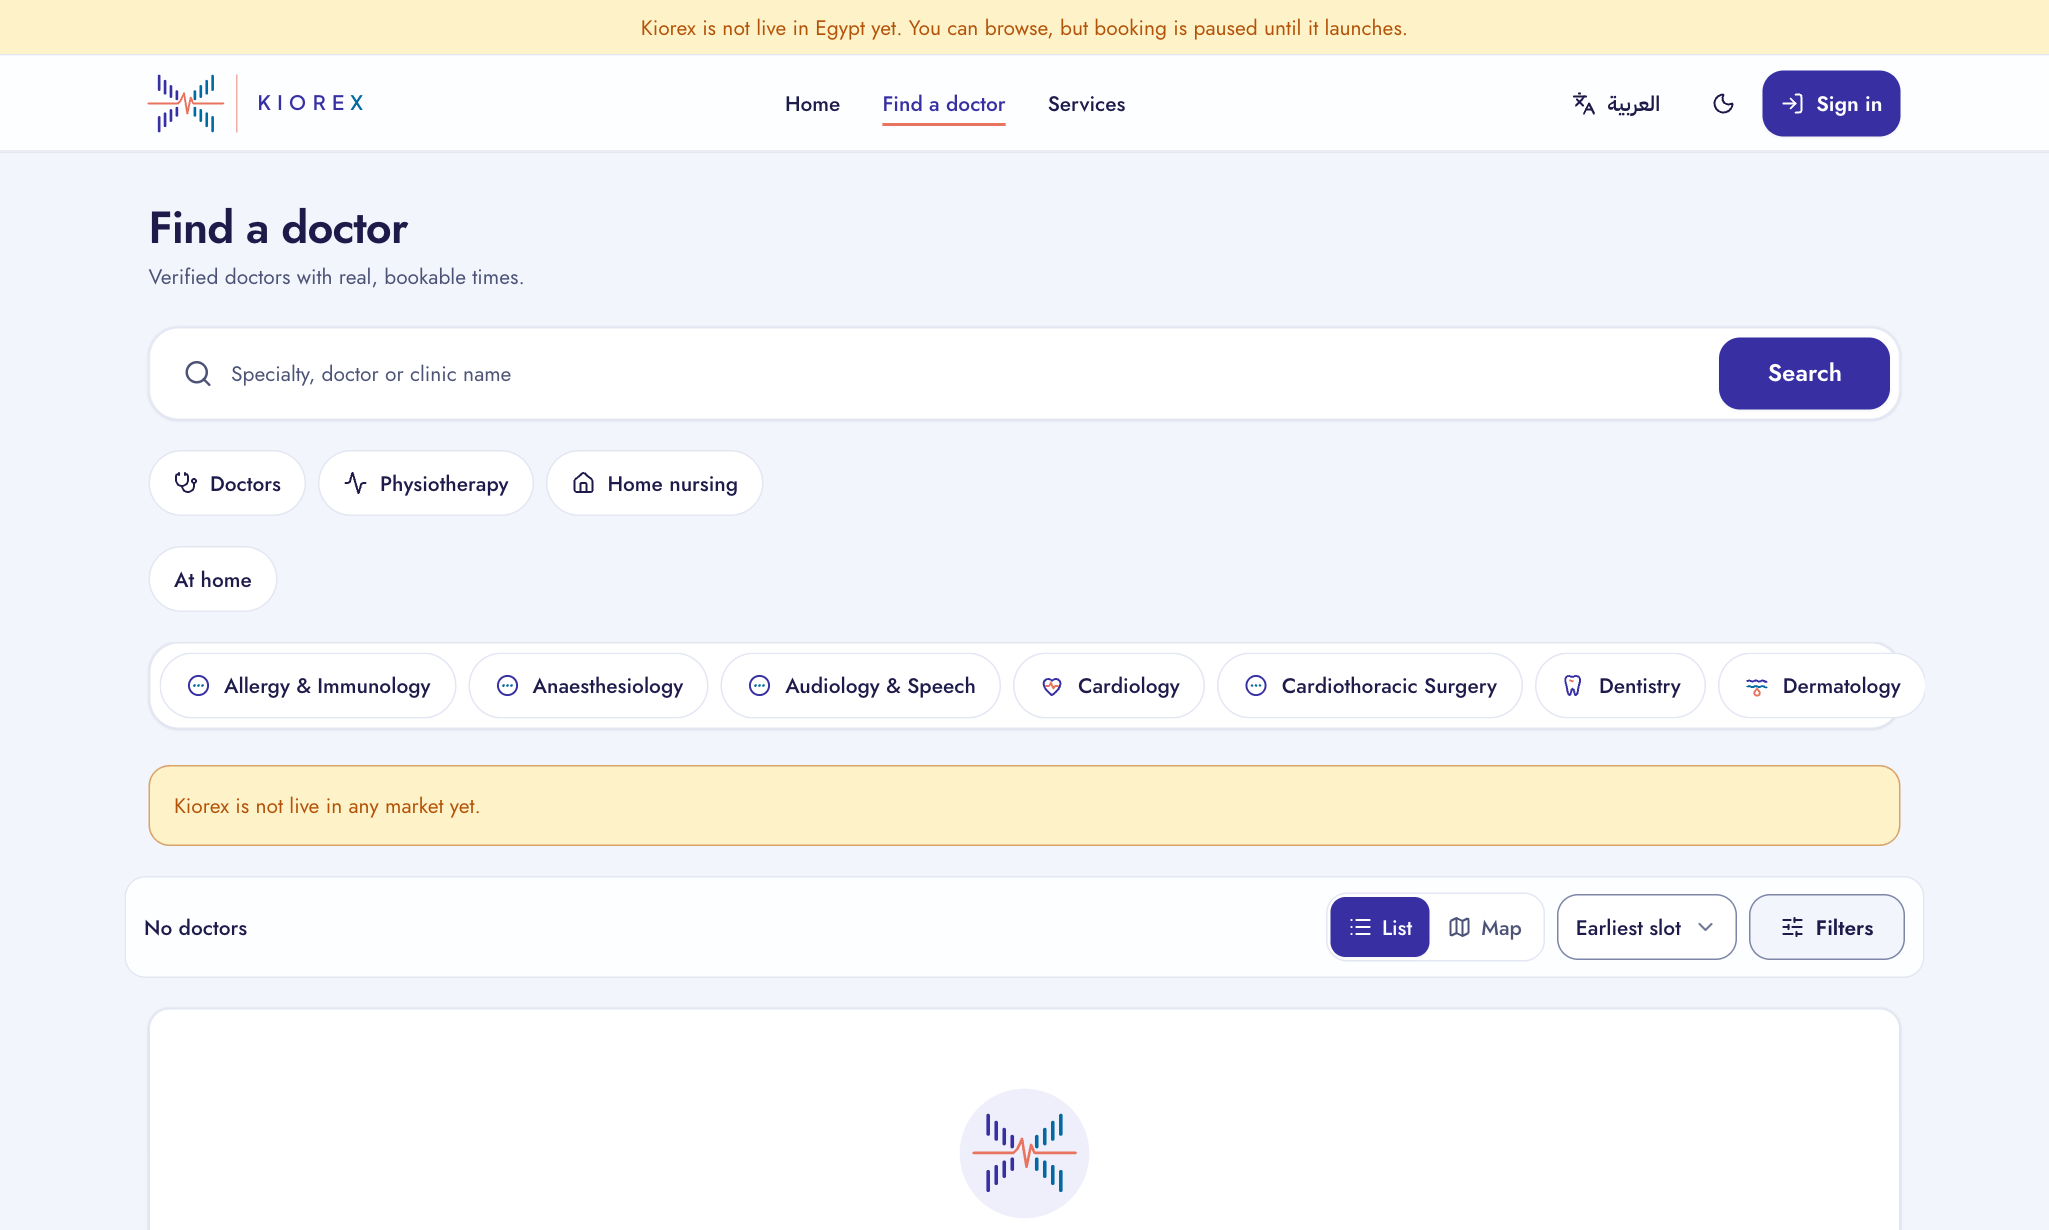 Kiorex is not live in Egypt yet. You can browse, but booking is paused until it launches.
KIOREX
Home
Find a doctor
Services
العربية
Sign in
Find a doctor
Verified doctors with real, bookable times.
Specialty, doctor or clinic name
Search
Doctors
Physiotherapy
Home nursing
At home
Allergy & Immunology
Anaesthesiology
Audiology & Speech
Cardiology
Cardiothoracic Surgery
Dentistry
Dermatology
Kiorex is not live in any market yet.
No doctors
List
Map
Earliest slot
Filters